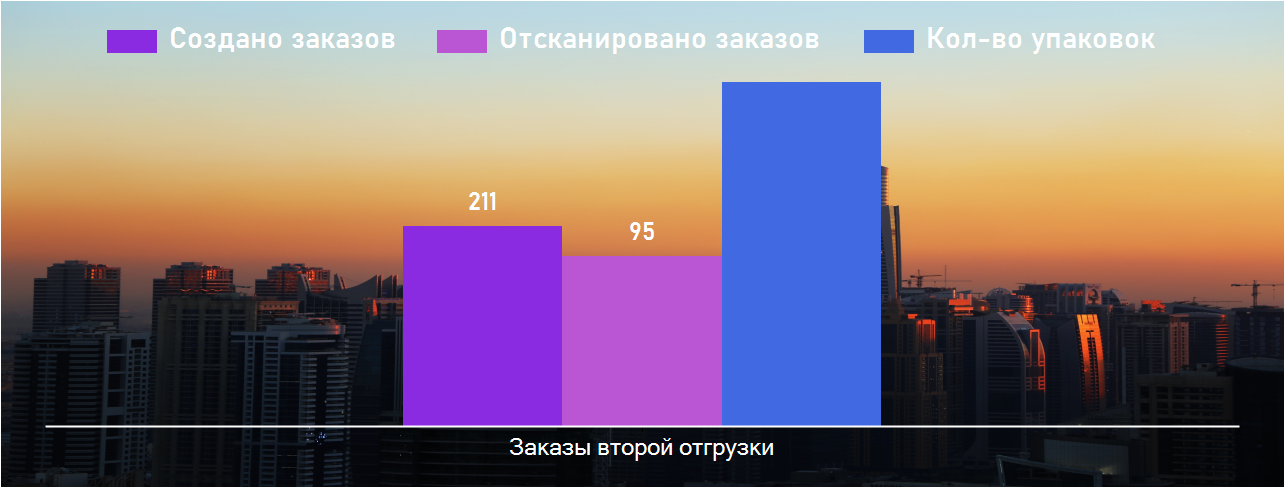 Создано заказов Отсканировано заказов Кол-во упаковок
211
95
Заказы второй отгрузки